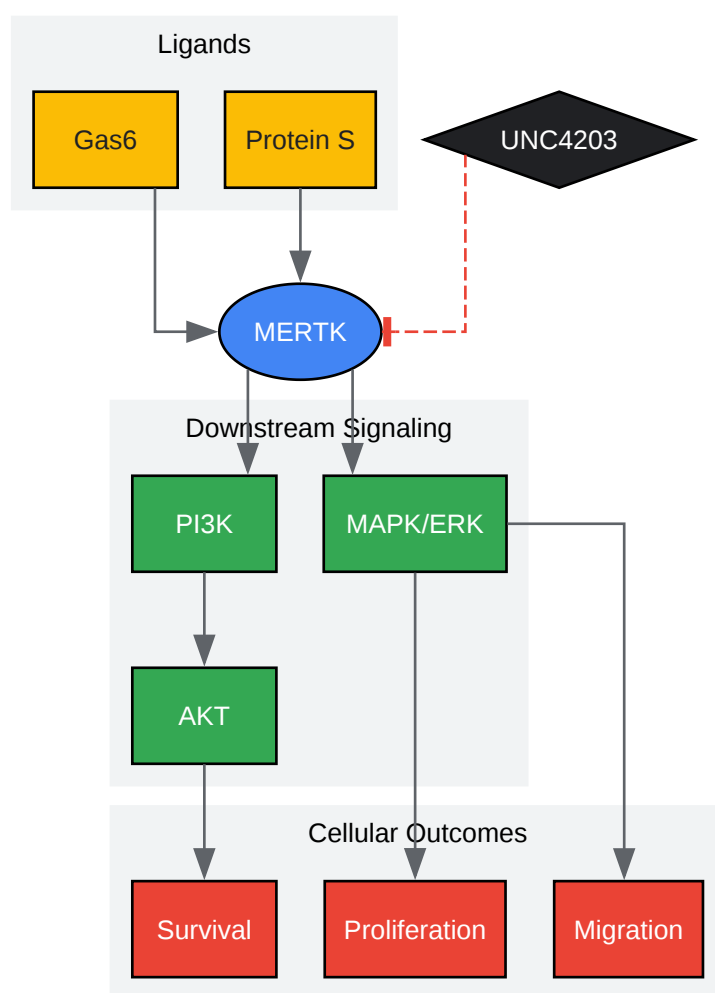 Ligands
Gas6
Protein S
UNC4203
MERTK
Downstream Signaling
PI3K
MAPK/ERK
AKT
Cellular Outcomes
Survival
Proliferation
Migration